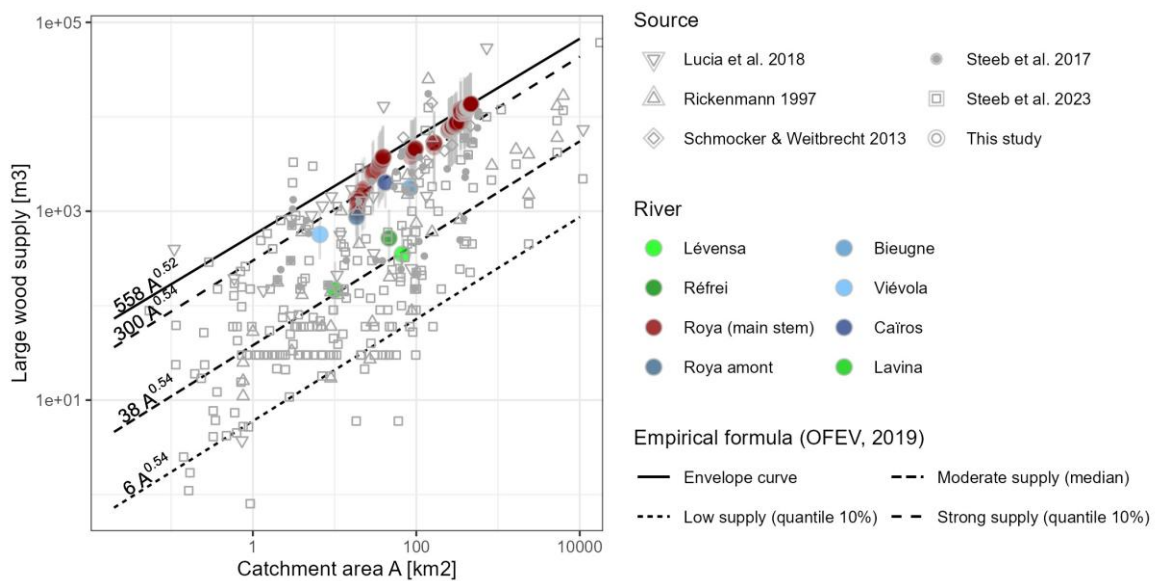 1e+05
1e+03
1e+01
Large wood supply [m3]
558 A^0.52
300 A^0.54
38 A^0.54
6 A^0.54
1
100
10000
Catchment area A [km2]
Source
Lucia et al. 2018
Steeb et al. 2017
Rickenmann 1997
Steeb et al. 2023
Schmocker & Weitbrecht 2013
This study
River
Lévensa
Bieugne
Réfrei
Viévola
Roya (main stem)
Caïros
Roya amont
Lavina
Empirical formula (OFEV, 2019)
Envelope curve
Moderate supply (median)
Low supply (quantile 10%)
Strong supply (quantile 10%)